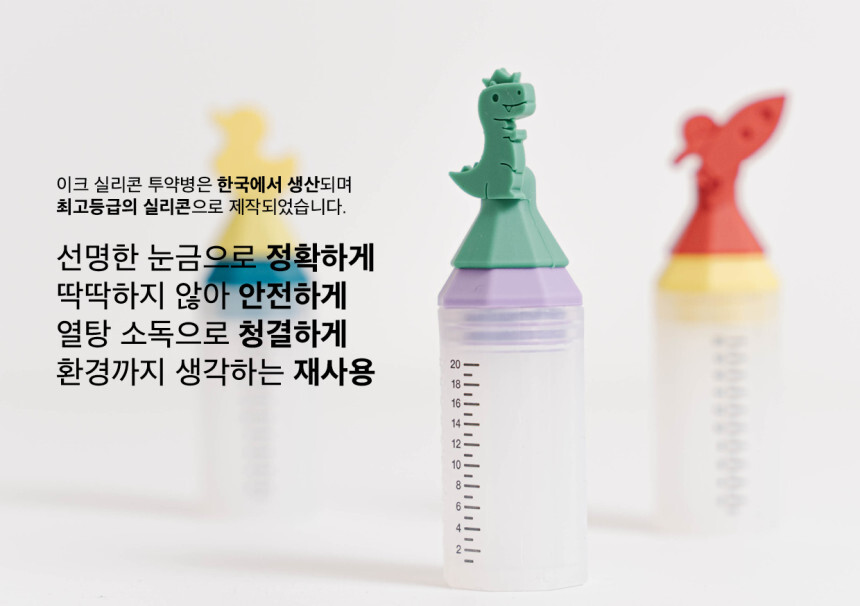 이크 실리콘 투약병은 한국에서 생산되며
최고등급의 실리콘으로 제작되었습니다.
선명한 눈금으로 정확하게
딱딱하지 않아 안전하게
열탕 소독으로 청결하게
환경까지 생각하는 재사용
20
18
16
14
12
10
8
6
4
2